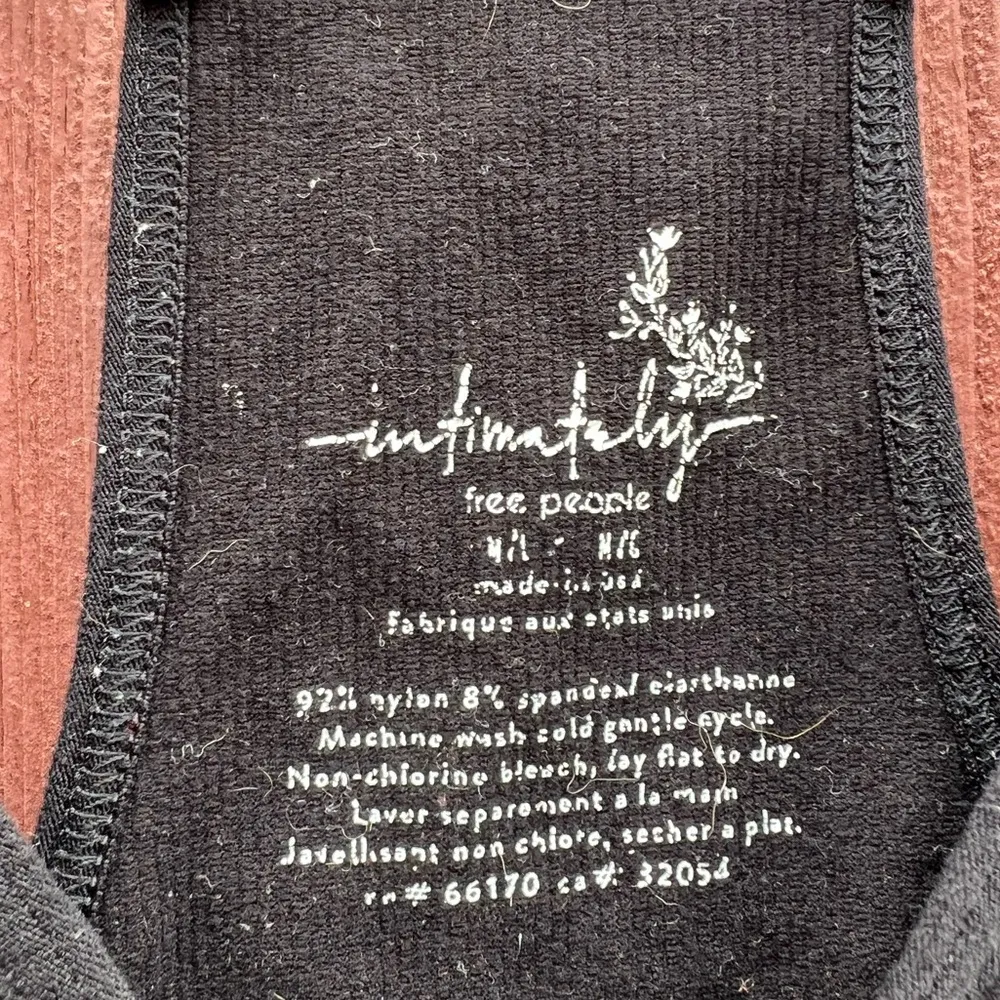 intimately
free people
M/L - M/G
made in usa
Fabrique aux etats unis
92% nylon 8% spandex/ elasthanne
Machine wash cold gentle cycle.
Non-chlorine bleach, lay flat to dry.
Laver separement a la main
Javellisant non chlore, secher a plat.
rn# 66170 ca#: 32054